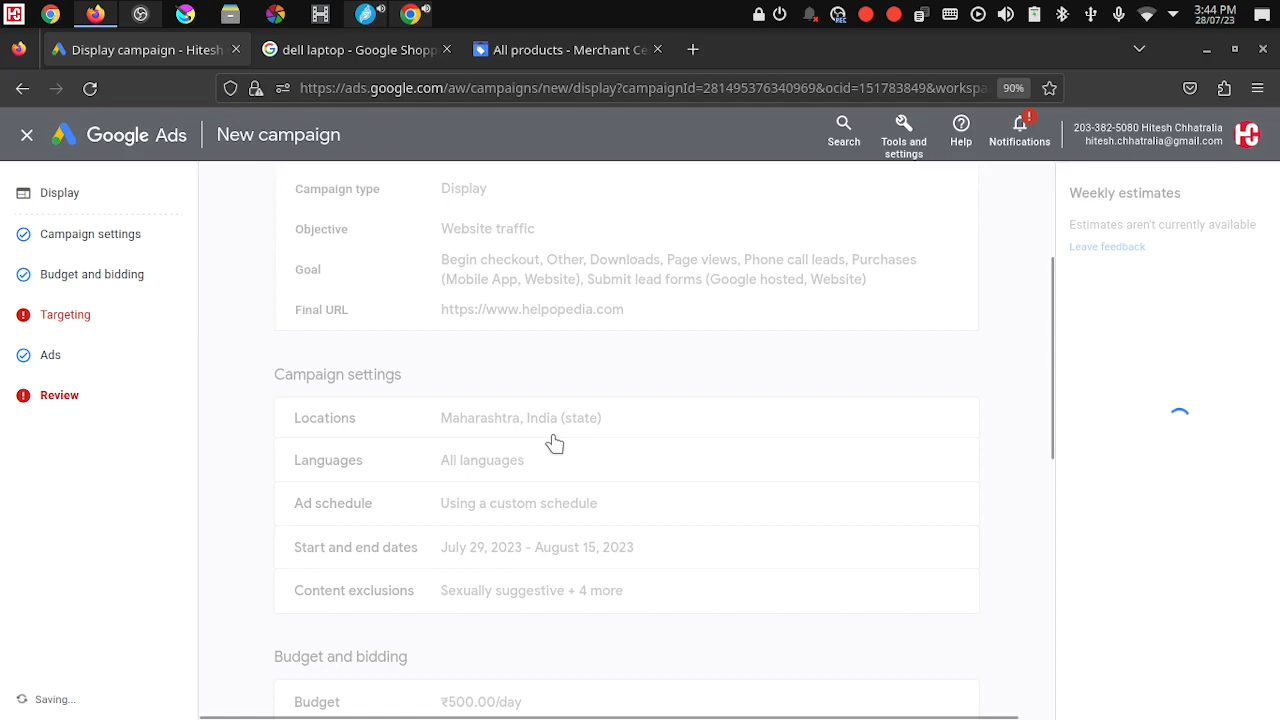 3:44 PM
28/07/23
Display campaign - Hitesh
dell laptop - Google Shopp
All products - Merchant Ce
https://ads.google.com/aw/campaigns/new/display?campaignId=281495376340969&ocid=151783849&workspa
90%
Google Ads
New campaign
Search
Tools and settings
Help
Notifications
203-382-5080 Hitesh Chhatralia
hitesh.chhatralia@gmail.com
Display
Campaign settings
Budget and bidding
Targeting
Ads
Review
Saving...
Campaign type Display
Objective Website traffic
Goal Begin checkout, Other, Downloads, Page views, Phone call leads, Purchases
(Mobile App, Website), Submit lead forms (Google hosted, Website)
Final URL https://www.helpopedia.com
Campaign settings
Locations Maharashtra, India (state)
Languages All languages
Ad schedule Using a custom schedule
Start and end dates July 29, 2023 - August 15, 2023
Content exclusions Sexually suggestive + 4 more
Budget and bidding
Budget ₹500.00/day
Weekly estimates
Estimates aren't currently available
Leave feedback